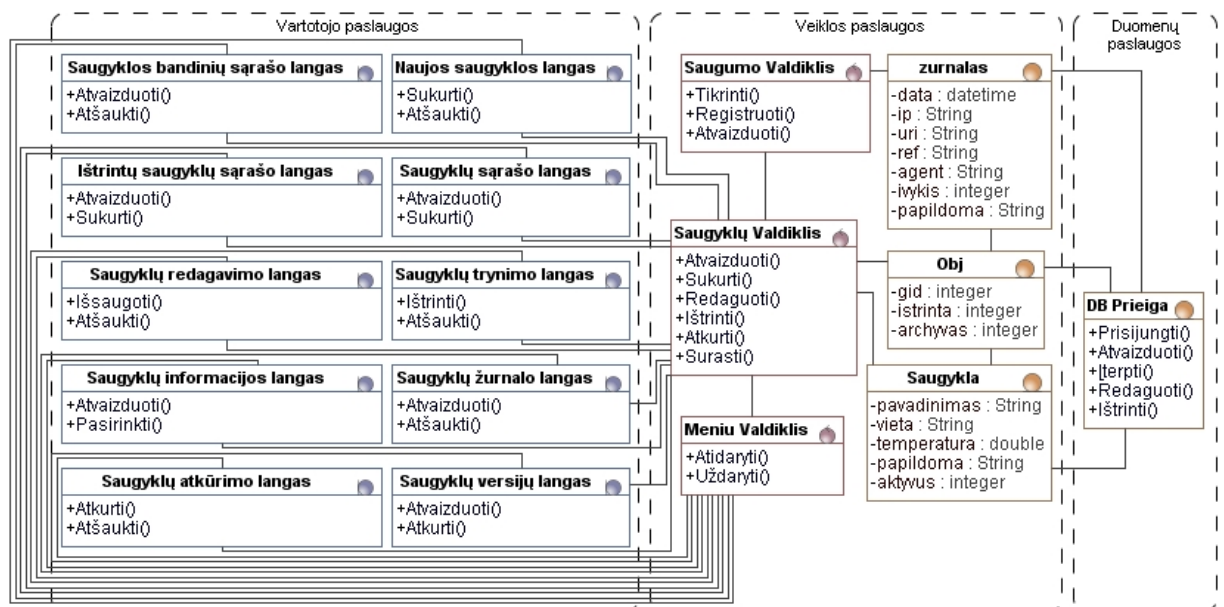 Vartotojo paslaugos
Saugyklos bandinių sąrašo langas
+Atvaizduoti()
+Atšaukti()
Naujos saugyklos langas
+Sukurti()
+Atšaukti()
Ištrintų saugyklų sąrašo langas
+Atvaizduoti()
+Sukurti()
Saugyklų sąrašo langas
+Atvaizduoti()
+Sukurti()
Saugyklų redagavimo langas
+Išsaugoti()
+Atšaukti()
Saugyklų trynimo langas
+Ištrinti()
+Atšaukti()
Saugyklų informacijos langas
+Atvaizduoti()
+Pasirinkti()
Saugyklų žurnalo langas
+Atvaizduoti()
+Atšaukti()
Saugyklų atkūrimo langas
+Atkurti()
+Atšaukti()
Saugyklų versijų langas
+Atvaizduoti()
+Atkurti()
Veiklos paslaugos
Saugumo Valdiklis
+Tikrinti()
+Registruoti()
+Atvaizduoti()
zurnalas
-data : datetime
-ip : String
-uri : String
-ref : String
-agent : String
-ivykis : integer
-papildoma : String
Saugyklų Valdiklis
+Atvaizduoti()
+Sukurti()
+Redaguoti()
+Ištrinti()
+Atkurti()
+Surasti()
Obj
-gid : integer
-istrinta : integer
-archyvas : integer
Saugykla
-pavadinimas : String
-vieta : String
-temperatura : double
-papildoma : String
-aktyvus : integer
Meniu Valdiklis
+Atidaryti()
+Uždaryti()
Duomenų
paslaugos
DB Prieiga
+Prisijungti()
+Atvaizduoti()
+Įterpti()
+Redaguoti()
+Ištrinti()